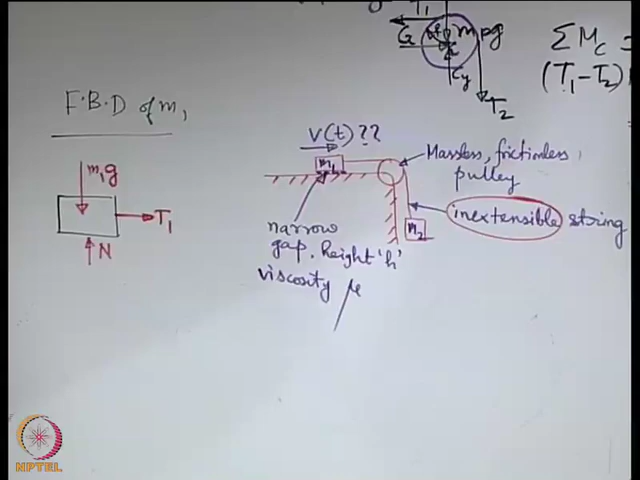 T1
mpg
ΣMc =
(T1-T2)
Cy
T2
F.B.D of m1
m1g
T1
N
V(t)??
m1
Massless, frictionless
pulley
m2
inextensible string
narrow
gap. height 'h'
viscosity μ
NPTEL